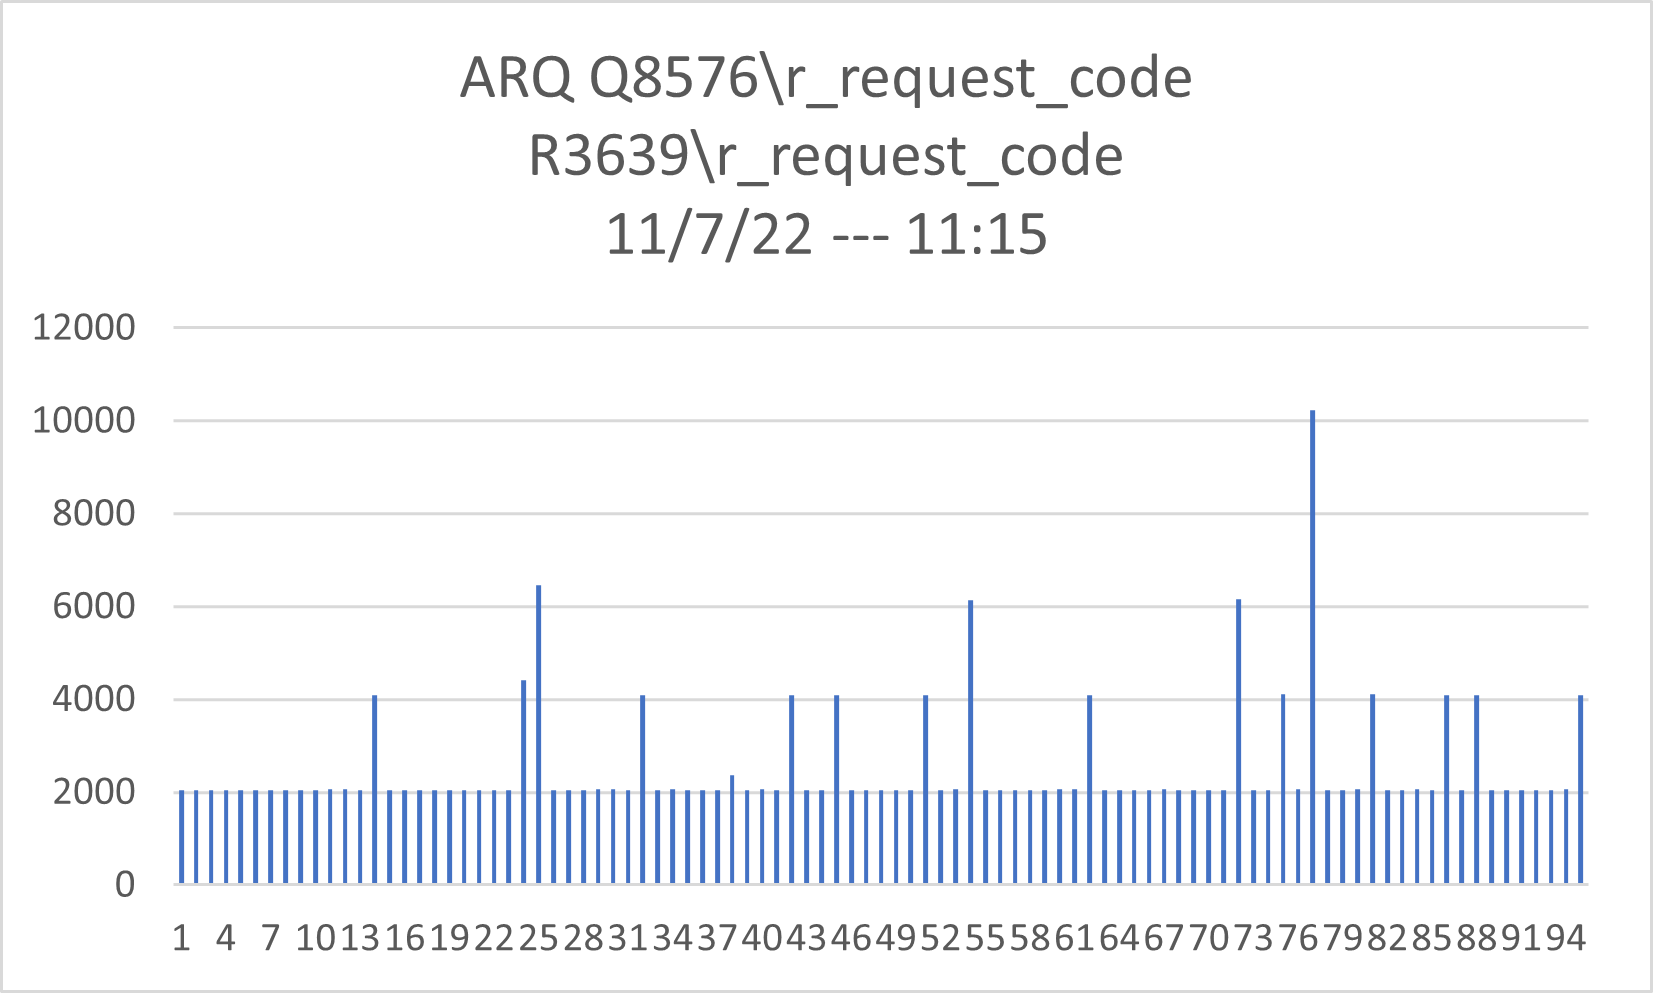 ARQ Q8576\r_request_code
R3639\r_request_code
11/7/22 --- 11:15
12000
10000
8000
6000
4000
2000
0
1 4 7 10 13 16 19 22 25 28 31 34 37 40 43 46 49 52 55 58 61 64 67 70 73 76 79 82 85 88 91 94